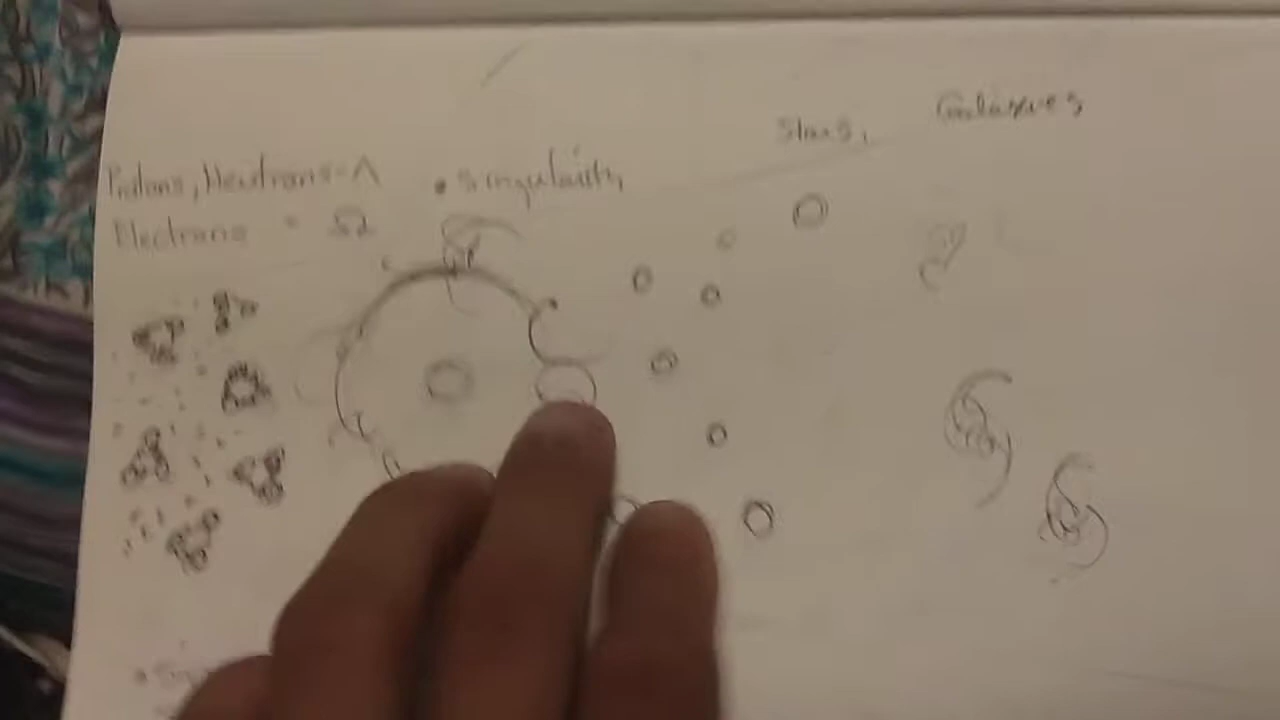 Protons, Neutrons = Λ
Electrons = Ω
• Singularity
Stars,
Galaxies